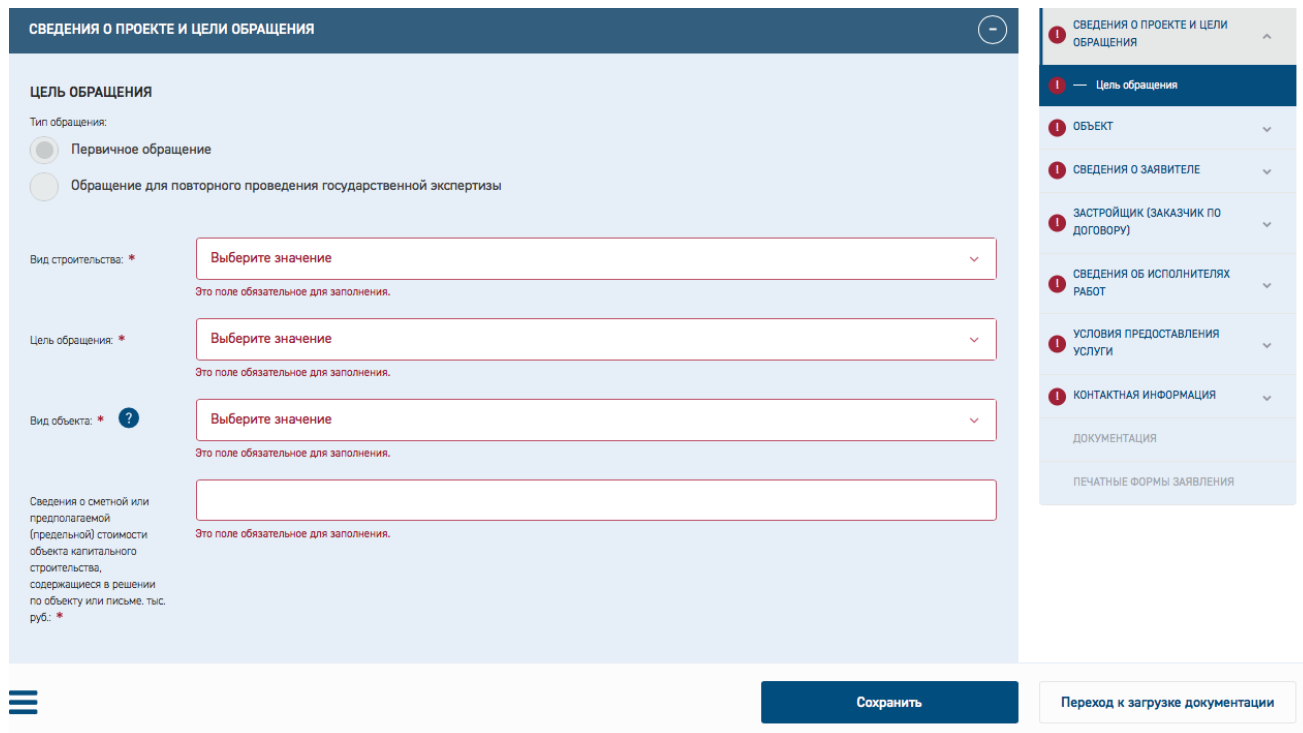 СВЕДЕНИЯ О ПРОЕКТЕ И ЦЕЛИ ОБРАЩЕНИЯ
ЦЕЛЬ ОБРАЩЕНИЯ
Тип обращения:
Первичное обращение
Обращение для повторного проведения государственной экспертизы
Вид строительства: *
Выберите значение
Это поле обязательное для заполнения.
Цель обращения: *
Выберите значение
Это поле обязательное для заполнения.
Вид объекта: * ?
Выберите значение
Это поле обязательное для заполнения.
Сведения о сметной или
предполагаемой
(предельной) стоимости
объекта капитального
строительства,
содержащиеся в решении
по объекту или письме. тыс.
руб.: *
Это поле обязательное для заполнения.
Сохранить
! СВЕДЕНИЯ О ПРОЕКТЕ И ЦЕЛИ
ОБРАЩЕНИЯ
! — Цель обращения
! ОБЪЕКТ
! СВЕДЕНИЯ О ЗАЯВИТЕЛЕ
! ЗАСТРОЙЩИК (ЗАКАЗЧИК ПО
ДОГОВОРУ)
! СВЕДЕНИЯ ОБ ИСПОЛНИТЕЛЯХ
РАБОТ
! УСЛОВИЯ ПРЕДОСТАВЛЕНИЯ
УСЛУГИ
! КОНТАКТНАЯ ИНФОРМАЦИЯ
ДОКУМЕНТАЦИЯ
ПЕЧАТНЫЕ ФОРМЫ ЗАЯВЛЕНИЯ
Переход к загрузке документации